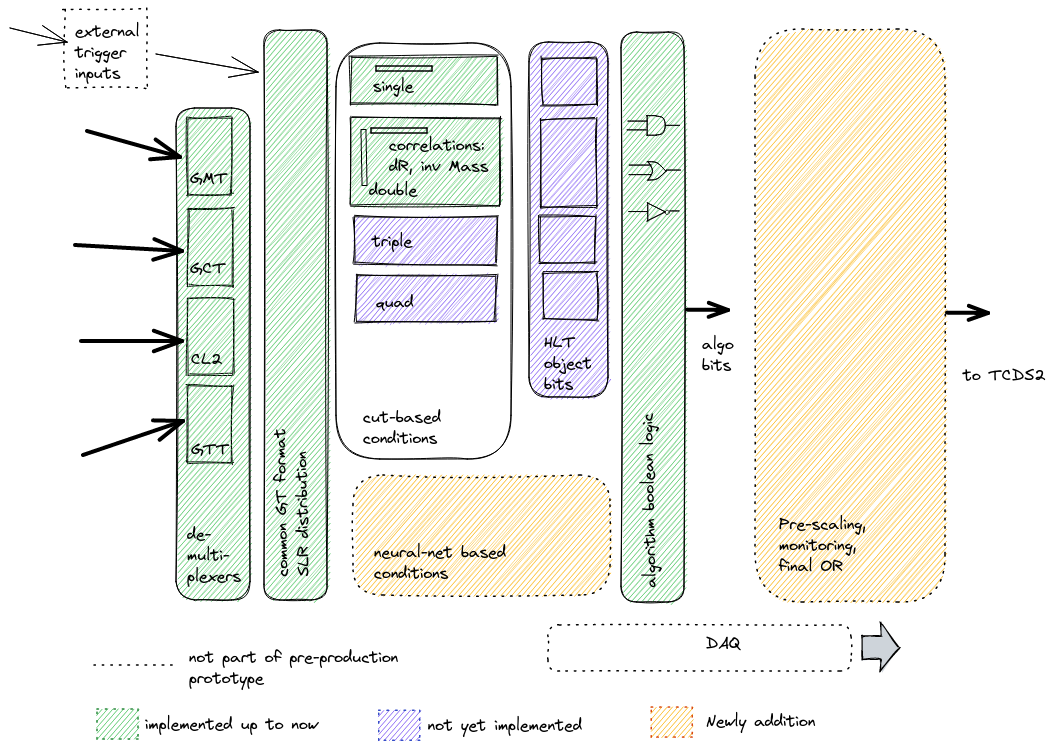 external
trigger
inputs
GMT
GCT
CL2
GTT
de-
multi-
plexers
common GT format
SLR distribution
single
correlations:
dR, inv Mass
double
triple
quad
cut-based
conditions
neural-net based
conditions
HLT
object
bits
algorithm boolean logic
algo
bits
Pre-scaling,
monitoring,
final OR
to TCDS2
DAQ
not part of pre-production
prototype
implemented up to now
not yet implemented
Newly addition